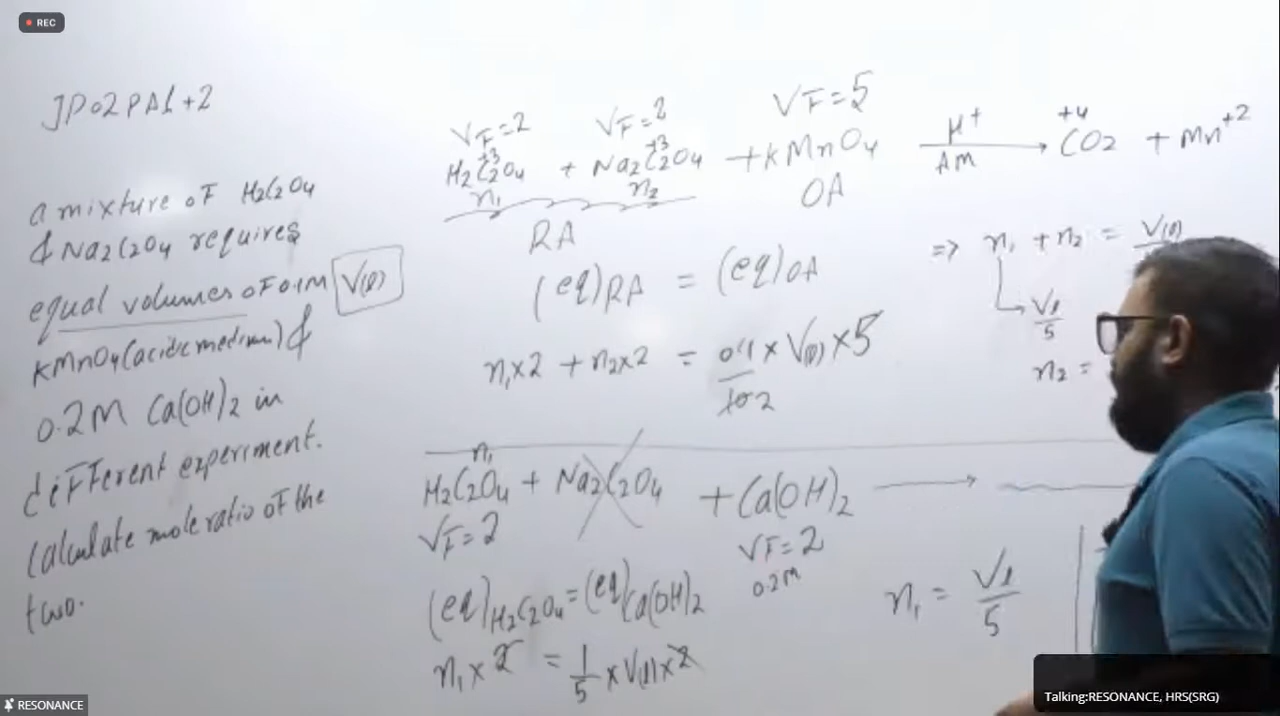 REC
JP02PA1+2
a mixture of H₂C₂O₄
& Na₂C₂O₄ requires
equal volumes of 0.1M V(l)
KMnO₄ (acidic medium) &
0.2M Ca(OH)₂ in
different experiment.
Calculate mole ratio of the
two.
VF=2 VF=2 VF=5
+3 +3 H⁺ +4
H₂C₂O₄ + Na₂C₂O₄ + KMnO₄ → CO₂ + Mn⁺²
n₁ n₂ OA AM
RA
(eq)RA = (eq)OA
n₁×2 + n₂×2 = 0.1 × V(l) × 5
⇒ n₁ + n₂ = V(l)
Vl/5
n₂ =
n₁
H₂C₂O₄ + Na₂C₂O₄ + Ca(OH)₂ →
VF=2 VF=2
0.2M
(eq)H₂C₂O₄ = (eq)Ca(OH)₂
n₁ × 2 = 1/5 × V(l) × 2
n₁ = Vl/5
RESONANCE
Talking:RESONANCE, HRS(SRG)